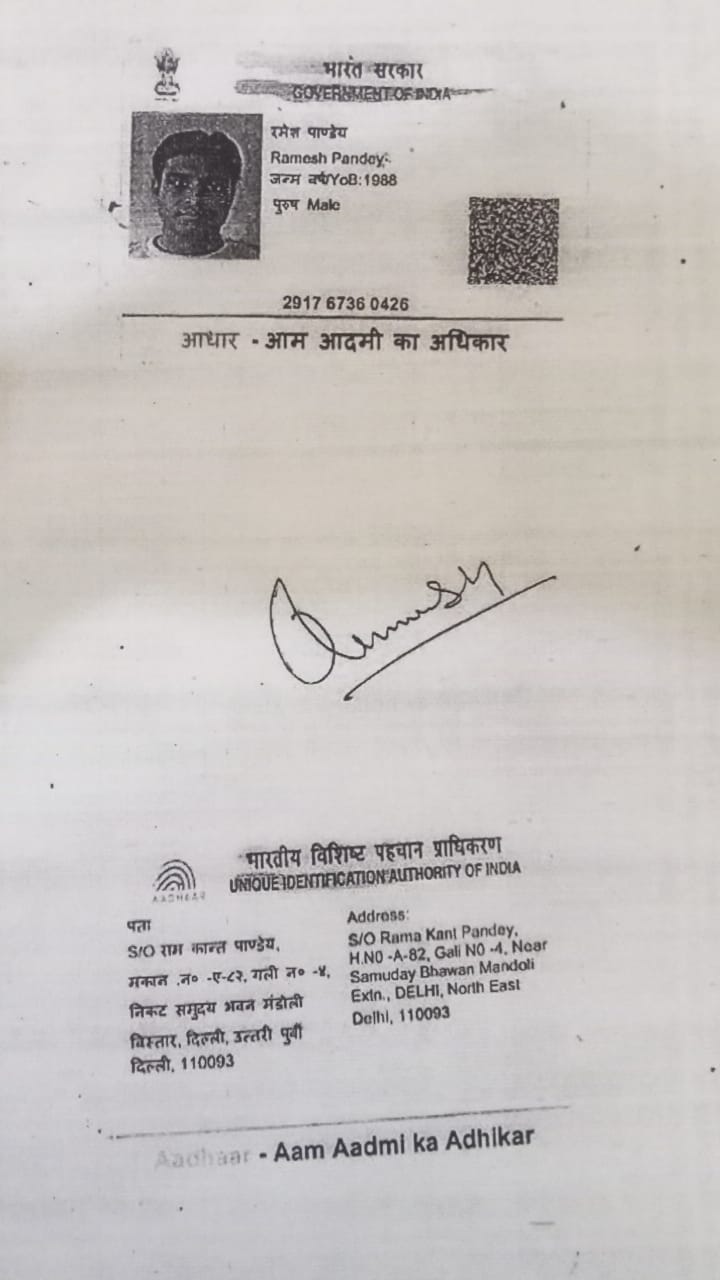 भारत सरकार
GOVERNMENT OF INDIA
रमेश पाण्डेय
Ramesh Pandey
जन्म वर्ष/YoB:1988
पुरुष Male
2917 6736 0426
आधार - आम आदमी का अधिकार
भारतीय विशिष्ट पहचान प्राधिकरण
UNIQUE IDENTIFICATION AUTHORITY OF INDIA
AADHAAR
पता
S/O राम कान्त पाण्डेय,
मकान .न० -ए-८२, गली न० -४,
निकट समुदय भवन मंडोली
विस्तार, दिल्ली, उत्तरी पुर्वी
दिल्ली, 110093
Address:
S/O Rama Kant Pandey,
H.N0 -A-82, Gali N0 -4, Near
Samuday Bhawan Mandoli
Extn., DELHI, North East
Delhi, 110093
Aadhaar - Aam Aadmi ka Adhikar